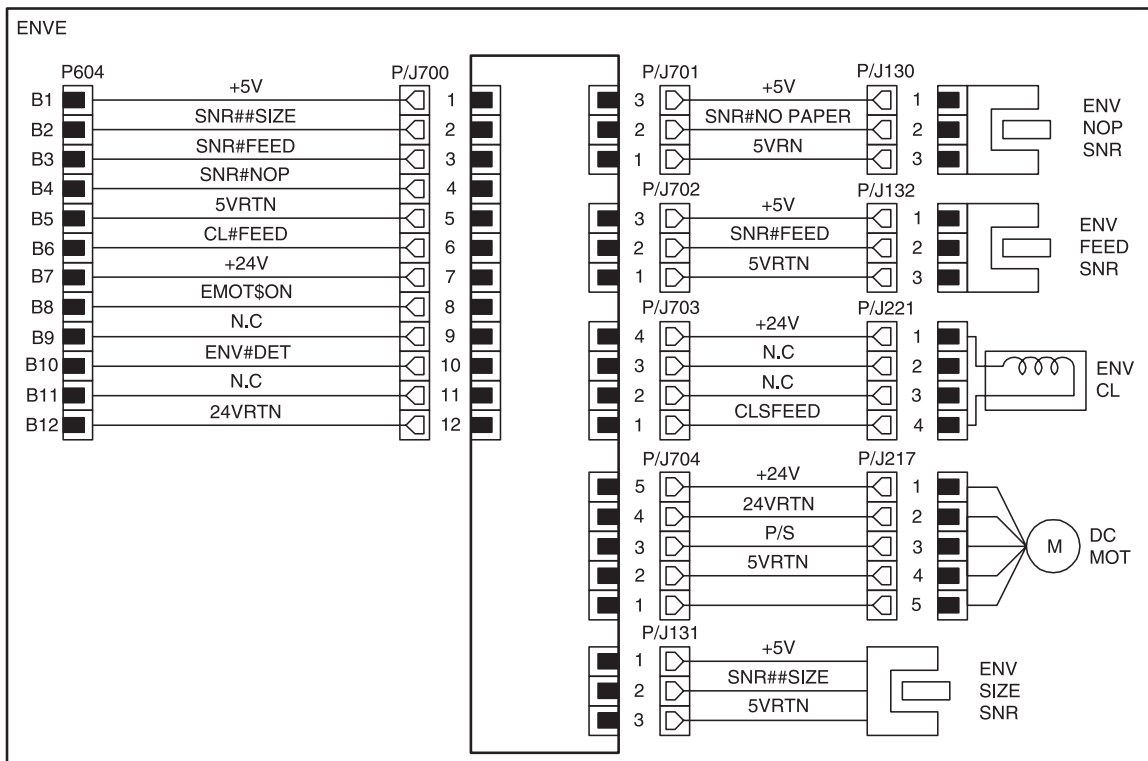 ENVE
P604 P/J700
B1 +5V 1
B2 SNR##SIZE 2
B3 SNR#FEED 3
B4 SNR#NOP 4
B5 5VRTN 5
B6 CL#FEED 6
B7 +24V 7
B8 EMOT$ON 8
B9 N.C 9
B10 ENV#DET 10
B11 N.C 11
B12 24VRTN 12
P/J701 P/J130
3 +5V 1
2 SNR#NO PAPER 2
1 5VRN 3
ENV
NOP
SNR
P/J702 P/J132
3 +5V 1
2 SNR#FEED 2
1 5VRTN 3
ENV
FEED
SNR
P/J703 P/J221
4 +24V 1
3 N.C 2
2 N.C 3
1 CLSFEED 4
ENV
CL
P/J704 P/J217
5 +24V 1
4 24VRTN 2
3 P/S 3
2 5VRTN 4
1 5
M
DC
MOT
P/J131
1 +5V
2 SNR##SIZE
3 5VRTN
ENV
SIZE
SNR